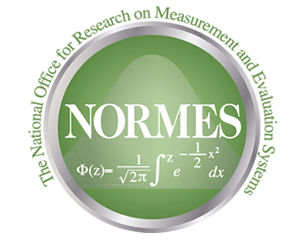 The National Office for Research on Measurement and Evaluation Systems
NORMES
Φ(z)= 1/√2π ∫ z e −1/2 x² dx